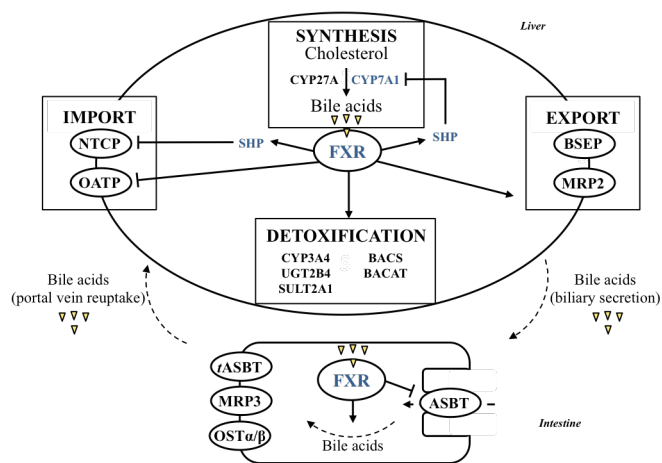 Liver
SYNTHESIS
Cholesterol
CYP27A CYP7A1
Bile acids
IMPORT
NTCP
OATP
SHP
FXR
SHP
EXPORT
BSEP
MRP2
DETOXIFICATION
CYP3A4 BACS
UGT2B4 BACAT
SULT2A1
Bile acids
(portal vein reuptake)
Bile acids
(biliary secretion)
tASBT
MRP3
OSTα/β
FXR
ASBT
Bile acids
Intestine